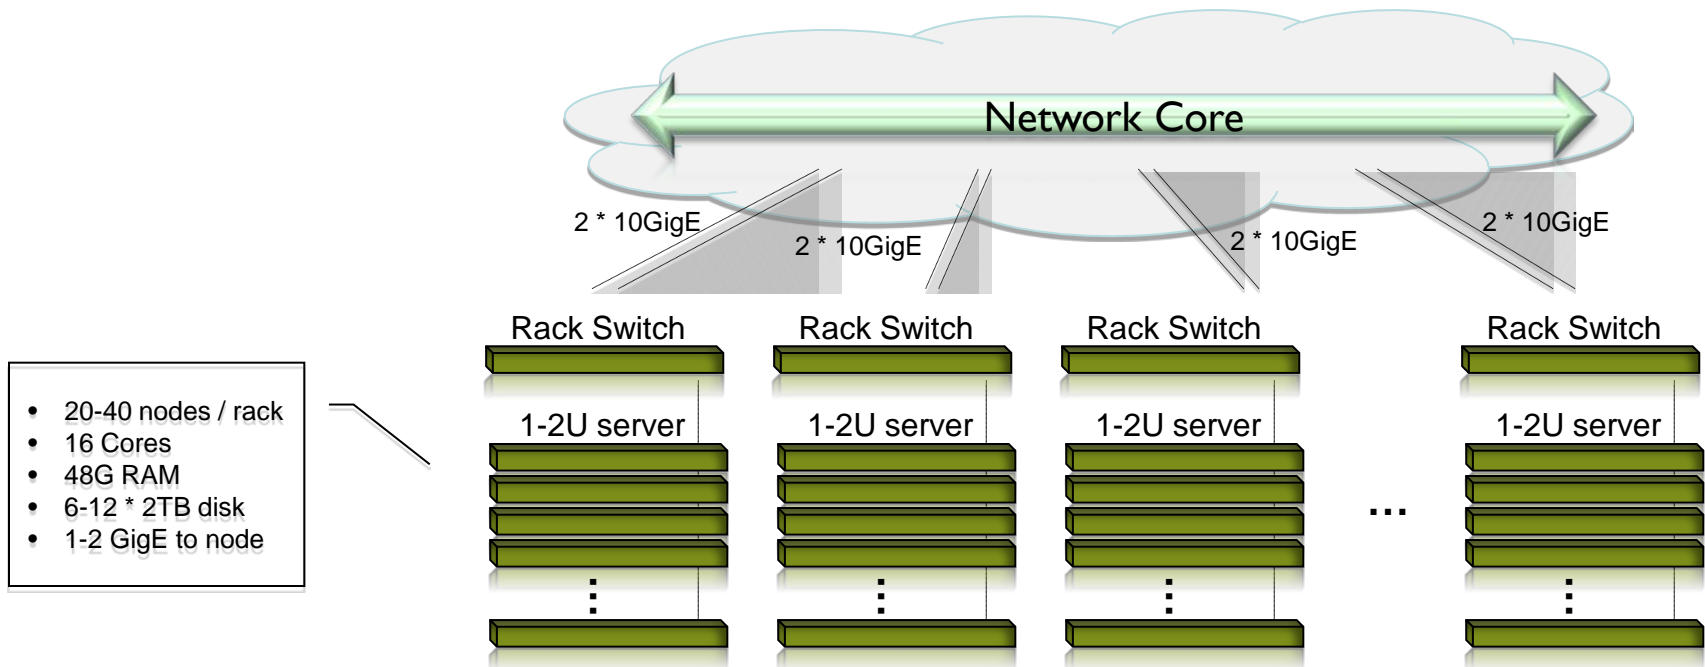 Network Core
2 * 10GigE
2 * 10GigE
2 * 10GigE
2 * 10GigE
Rack Switch
Rack Switch
Rack Switch
Rack Switch
• 20-40 nodes / rack
• 16 Cores
• 48G RAM
• 6-12 * 2TB disk
• 1-2 GigE to node
1-2U server
1-2U server
1-2U server
1-2U server
...